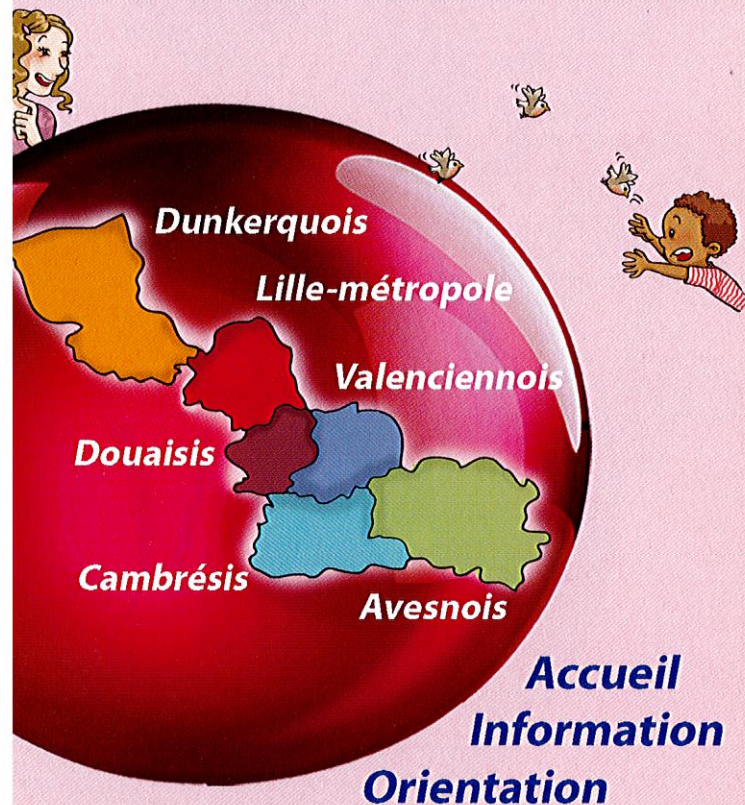 Dunkerquois
Lille-métropole
Valenciennois
Douaisis
Cambrésis
Avesnois
Accueil
Information
Orientation